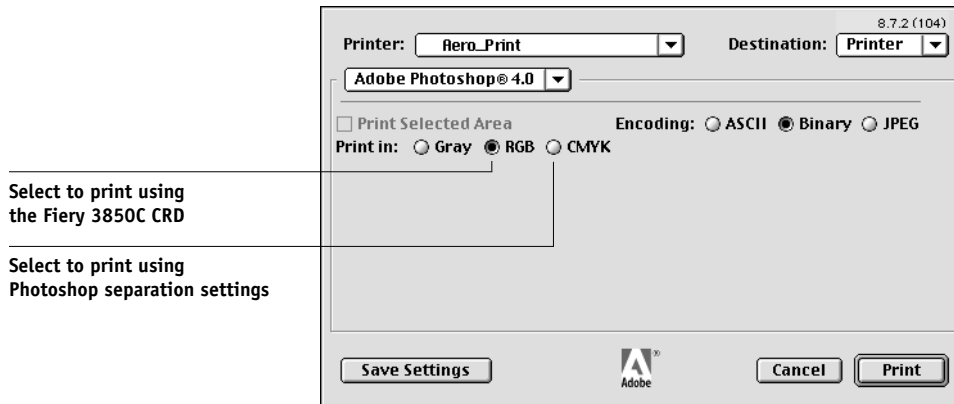 8.7.2 (104)
Printer: Aero_Print Destination: Printer
Adobe Photoshop® 4.0
Print Selected Area Encoding: ASCII Binary JPEG
Print in: Gray RGB CMYK
Select to print using
the Fiery 3850C CRD
Select to print using
Photoshop separation settings
Save Settings Adobe ® Cancel Print